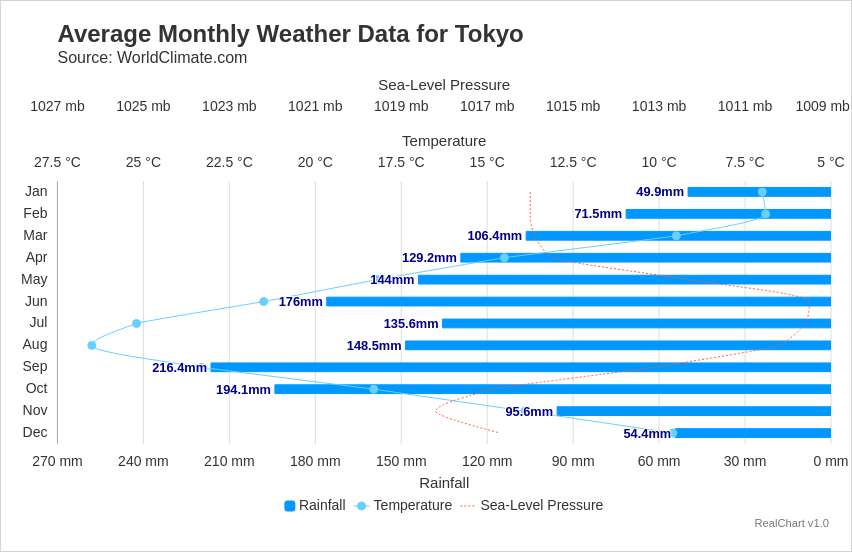 Average Monthly Weather Data for Tokyo
Source: WorldClimate.com
Sea-Level Pressure
1027 mb 1025 mb 1023 mb 1021 mb 1019 mb 1017 mb 1015 mb 1013 mb 1011 mb 1009 mb
Temperature
27.5 °C 25 °C 22.5 °C 20 °C 17.5 °C 15 °C 12.5 °C 10 °C 7.5 °C 5 °C
Jan 49.9mm
Feb 71.5mm
Mar 106.4mm
Apr 129.2mm
May 144mm
Jun 176mm
Jul 135.6mm
Aug 148.5mm
Sep 216.4mm
Oct 194.1mm
Nov 95.6mm
Dec 54.4mm
270 mm 240 mm 210 mm 180 mm 150 mm 120 mm 90 mm 60 mm 30 mm 0 mm
Rainfall
Rainfall Temperature Sea-Level Pressure
RealChart v1.0